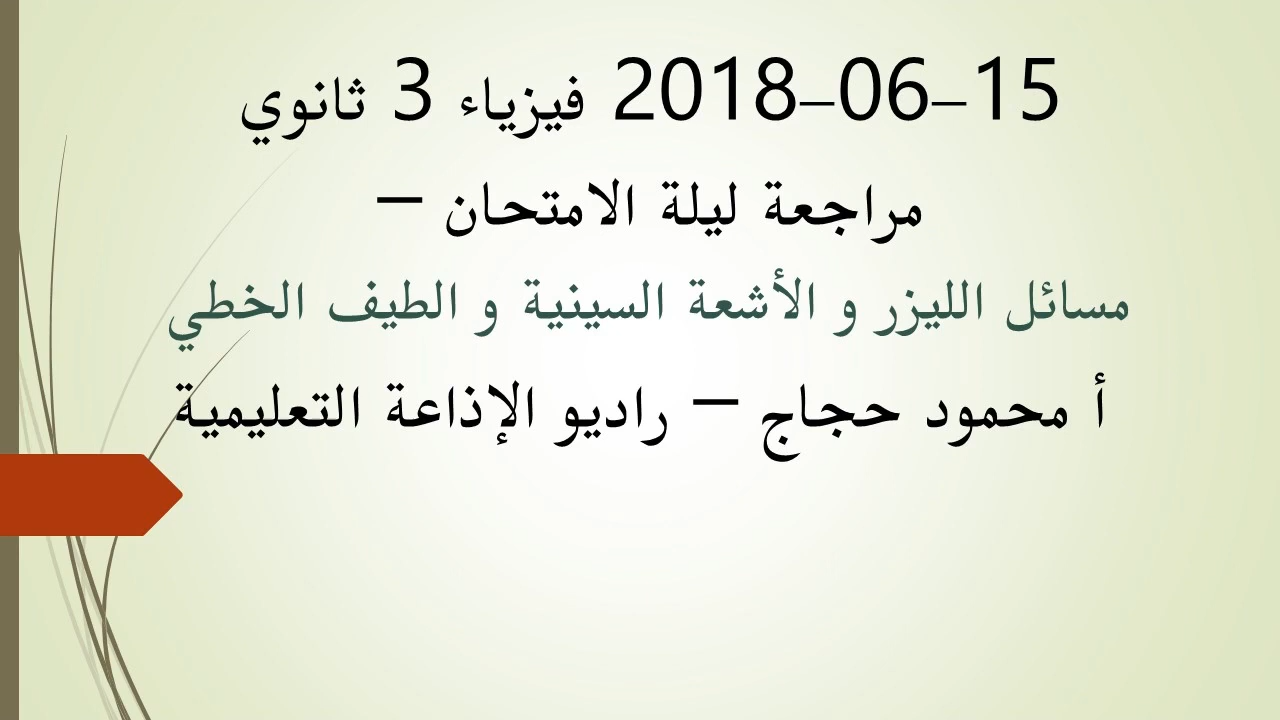 15–06–2018 فيزياء 3 ثانوي
مراجعة ليلة الامتحان –
مسائل الليزر و الأشعة السينية و الطيف الخطي
أ محمود حجاج – راديو الإذاعة التعليمية